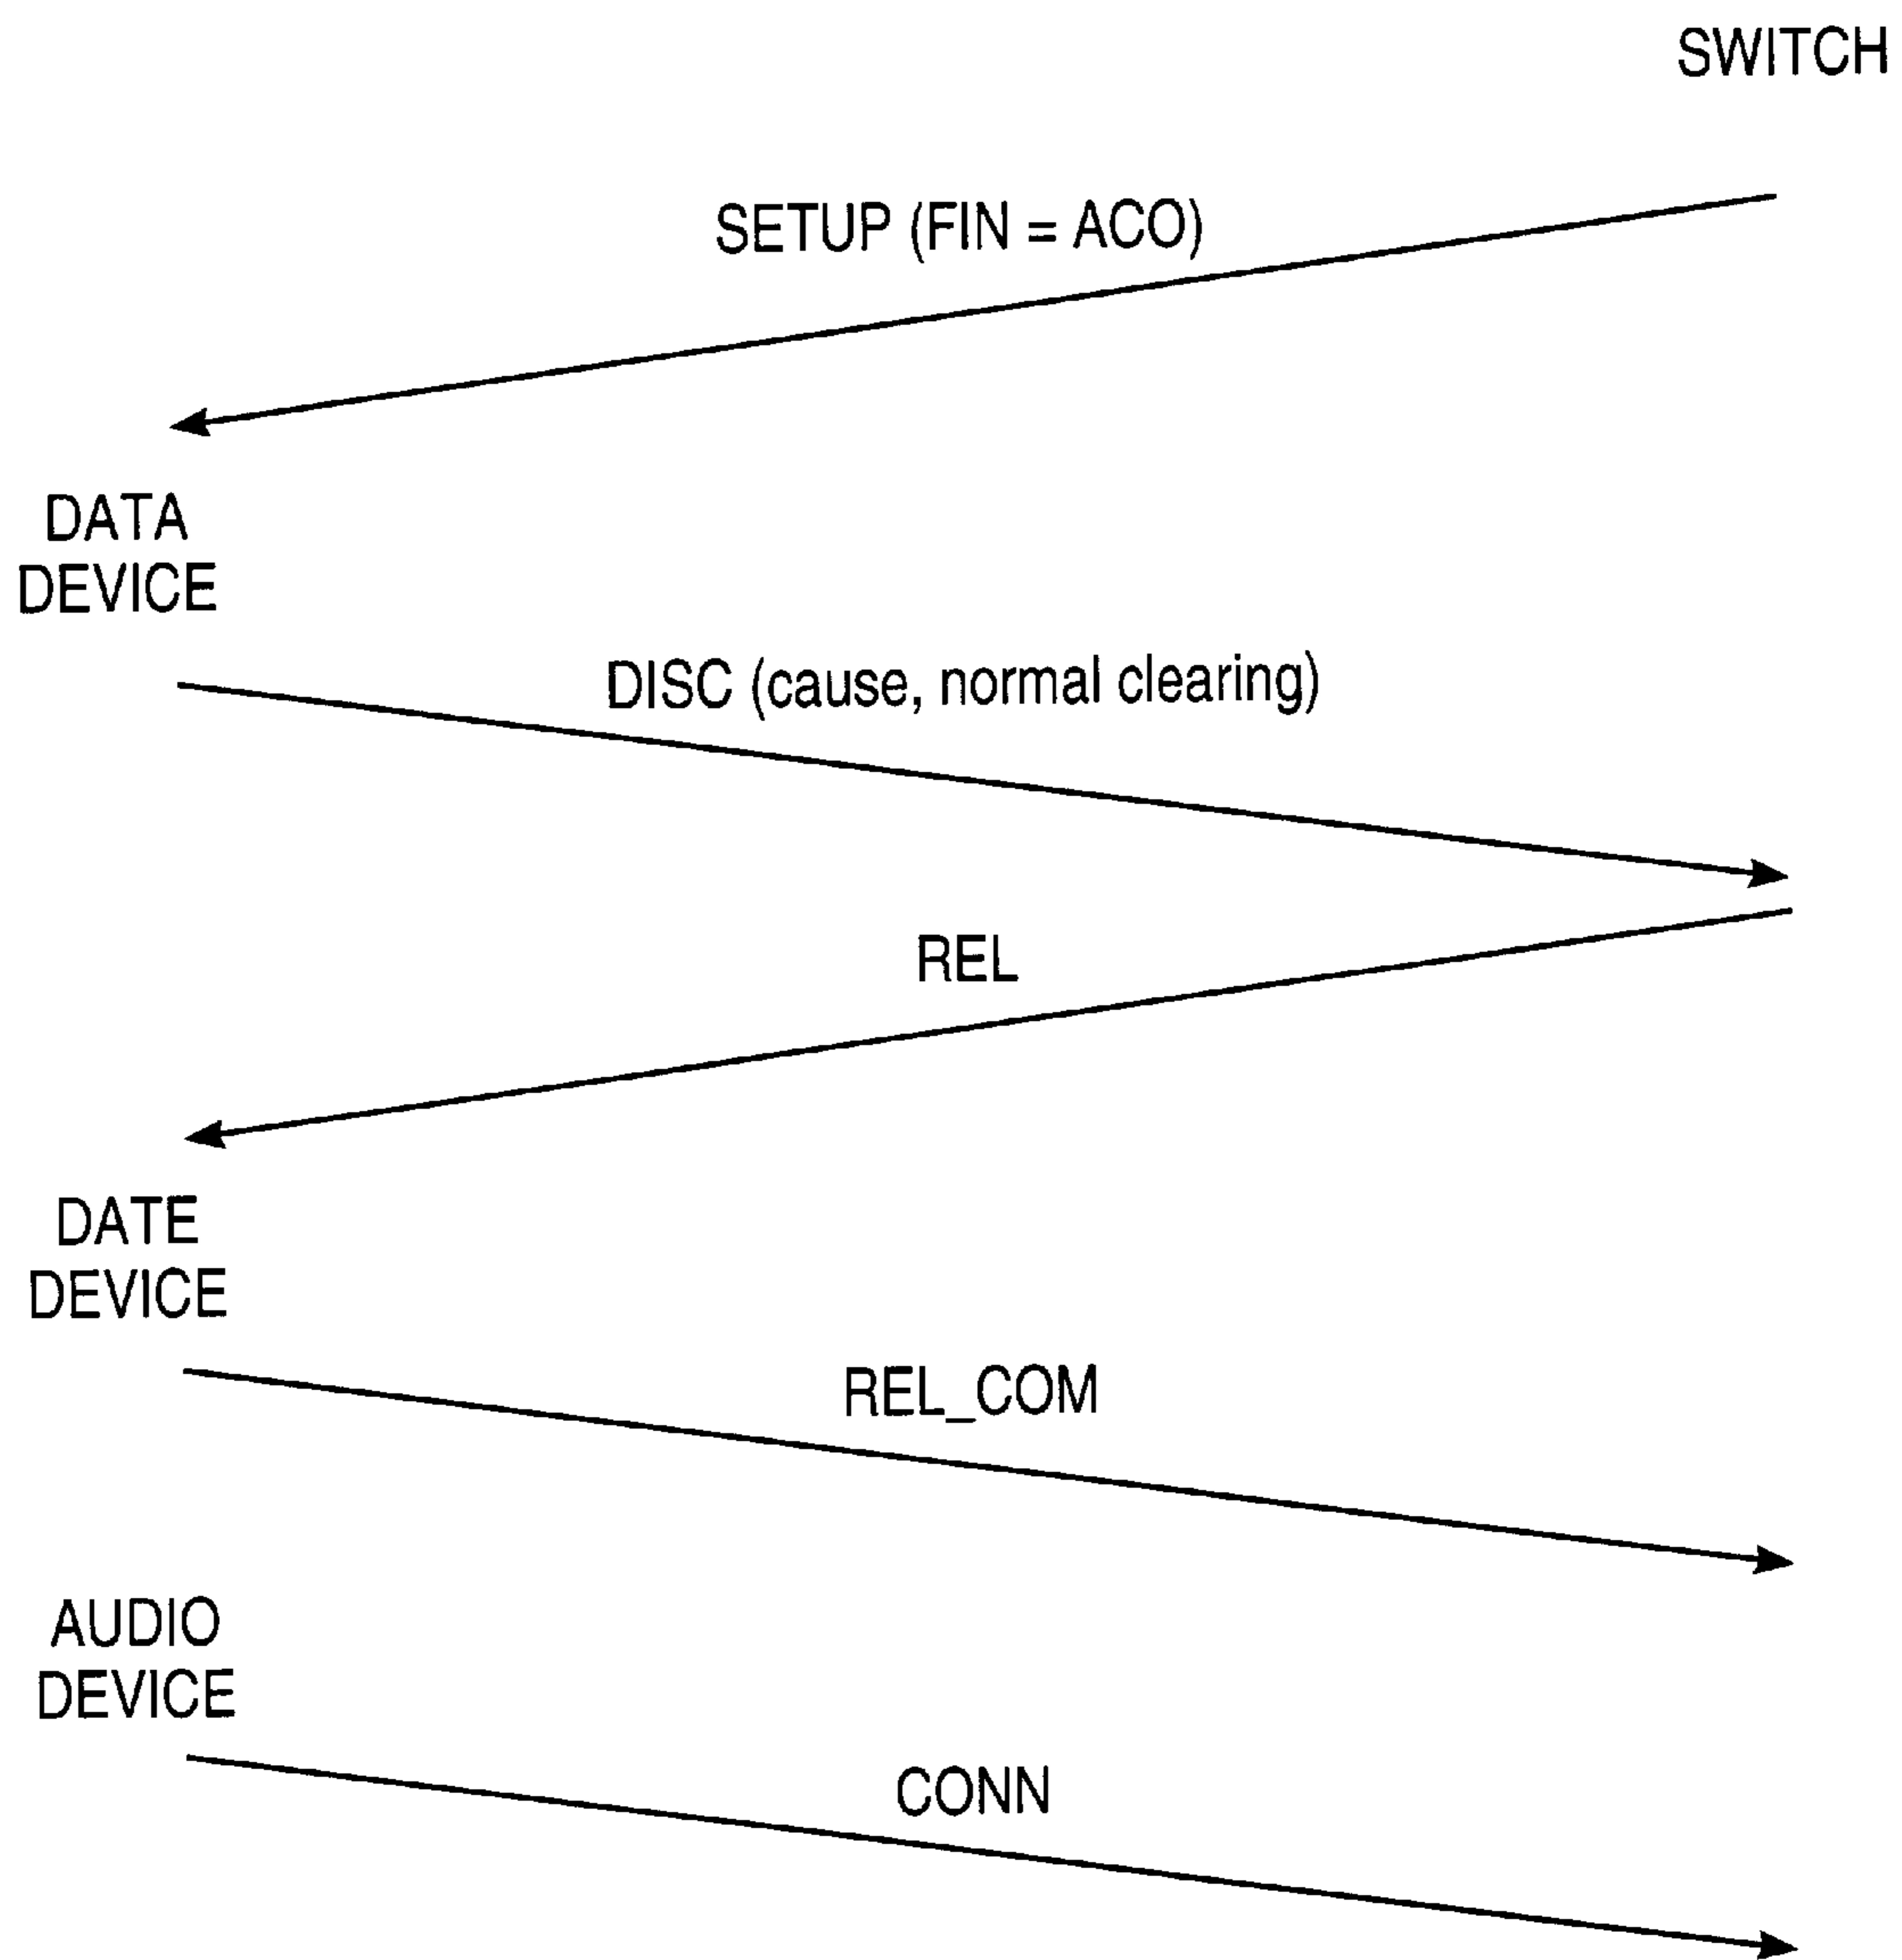 SWITCH
SETUP (FIN = ACO)
DATA
DEVICE
DISC (cause, normal clearing)
REL
DATE
DEVICE
REL_COM
AUDIO
DEVICE
CONN